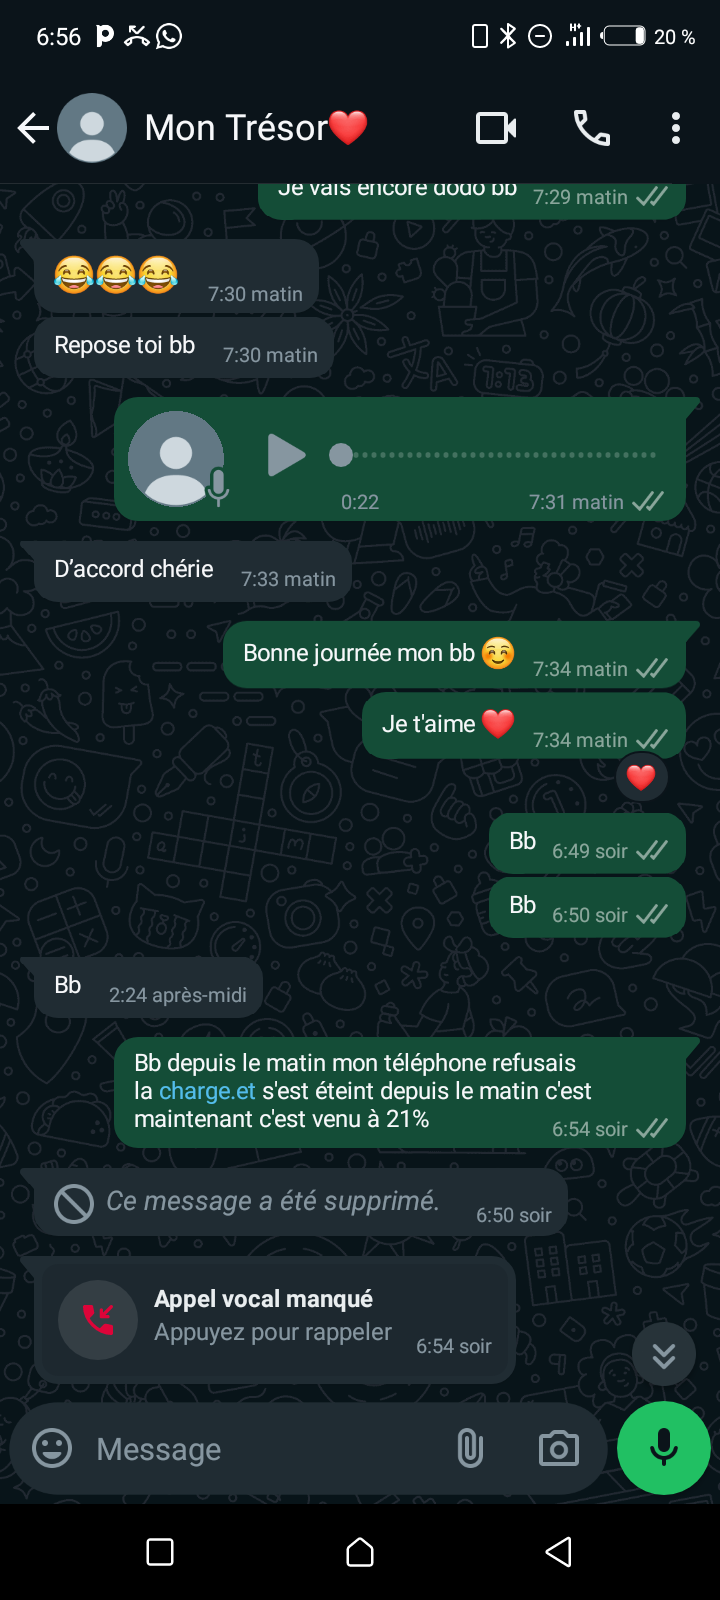 6:56
H+
20 %
Mon Trésor❤️
Je vais encore dodo bb 7:29 matin
😂😂😂 7:30 matin
Repose toi bb 7:30 matin
0:22 7:31 matin
D'accord chérie 7:33 matin
Bonne journée mon bb ☺️ 7:34 matin
Je t'aime ❤️ 7:34 matin
❤️
Bb 6:49 soir
Bb 6:50 soir
Bb 2:24 après-midi
Bb depuis le matin mon téléphone refusais
la charge.et s'est éteint depuis le matin c'est
maintenant c'est venu à 21% 6:54 soir
Ce message a été supprimé. 6:50 soir
Appel vocal manqué
Appuyez pour rappeler 6:54 soir
Message